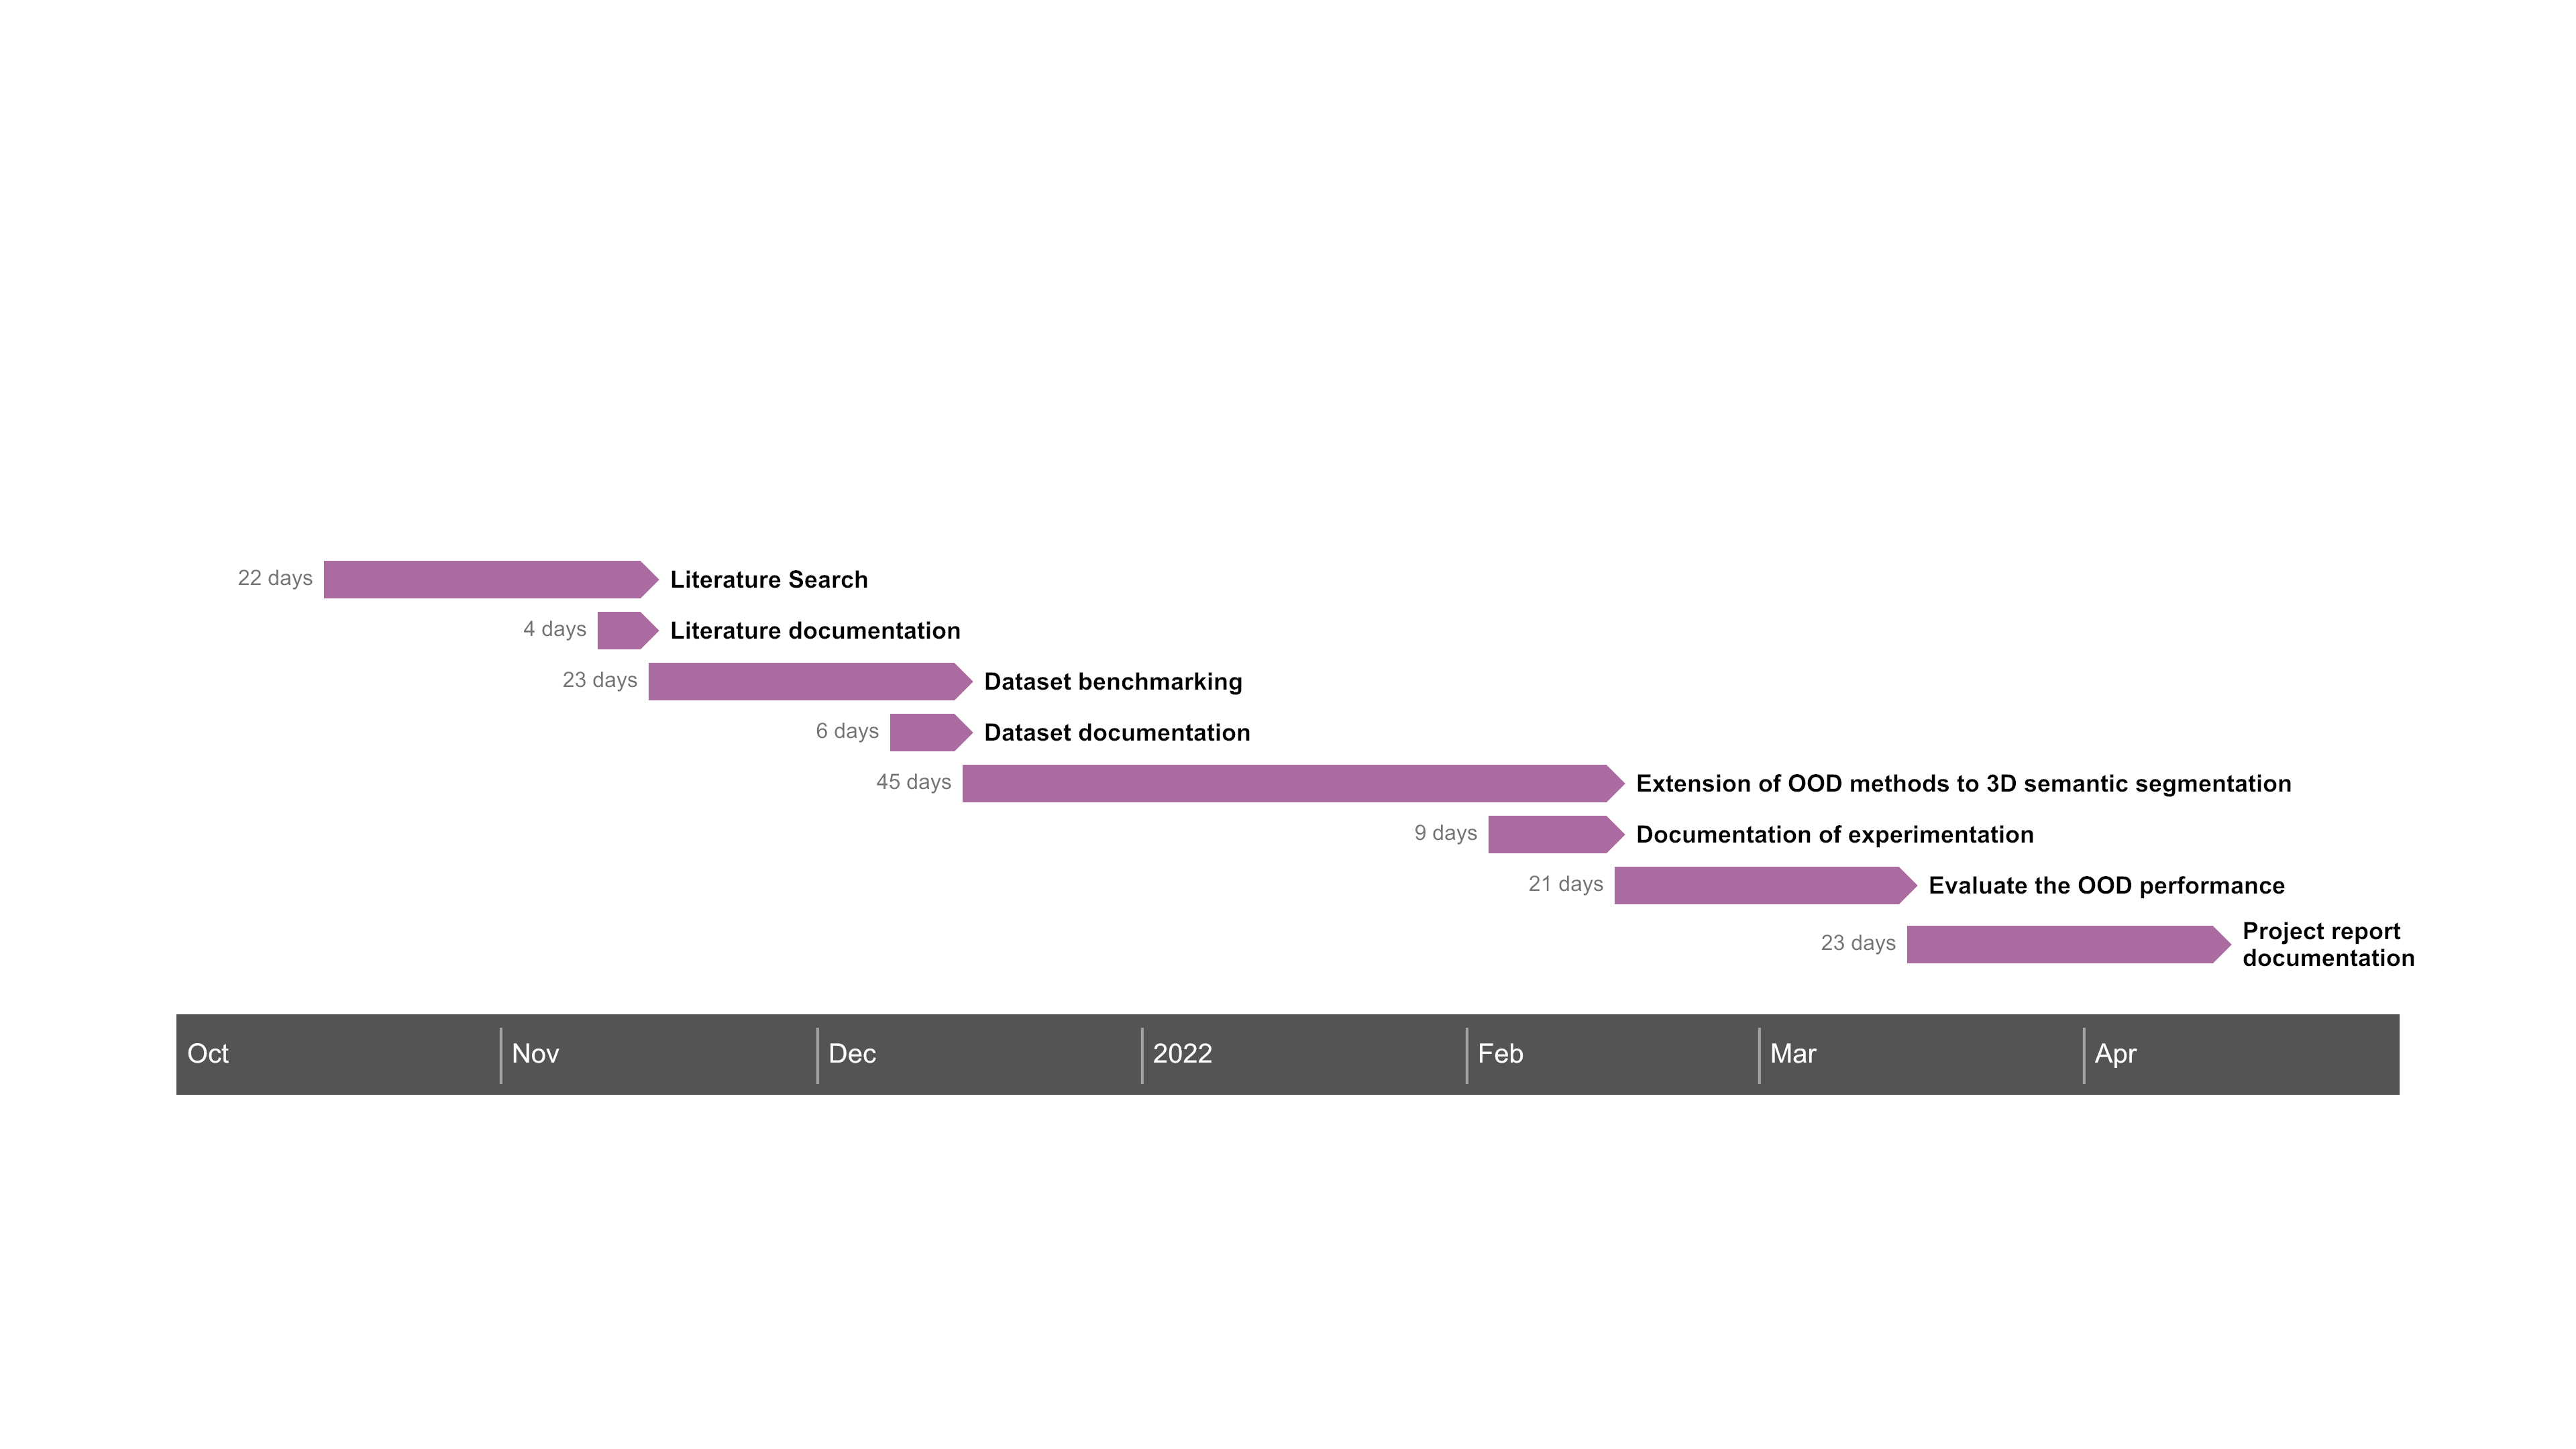 22 days Literature Search
4 days Literature documentation
23 days Dataset benchmarking
6 days Dataset documentation
45 days Extension of OOD methods to 3D semantic segmentation
9 days Documentation of experimentation
21 days Evaluate the OOD performance
23 days Project report
documentation
Oct Nov Dec 2022 Feb Mar Apr